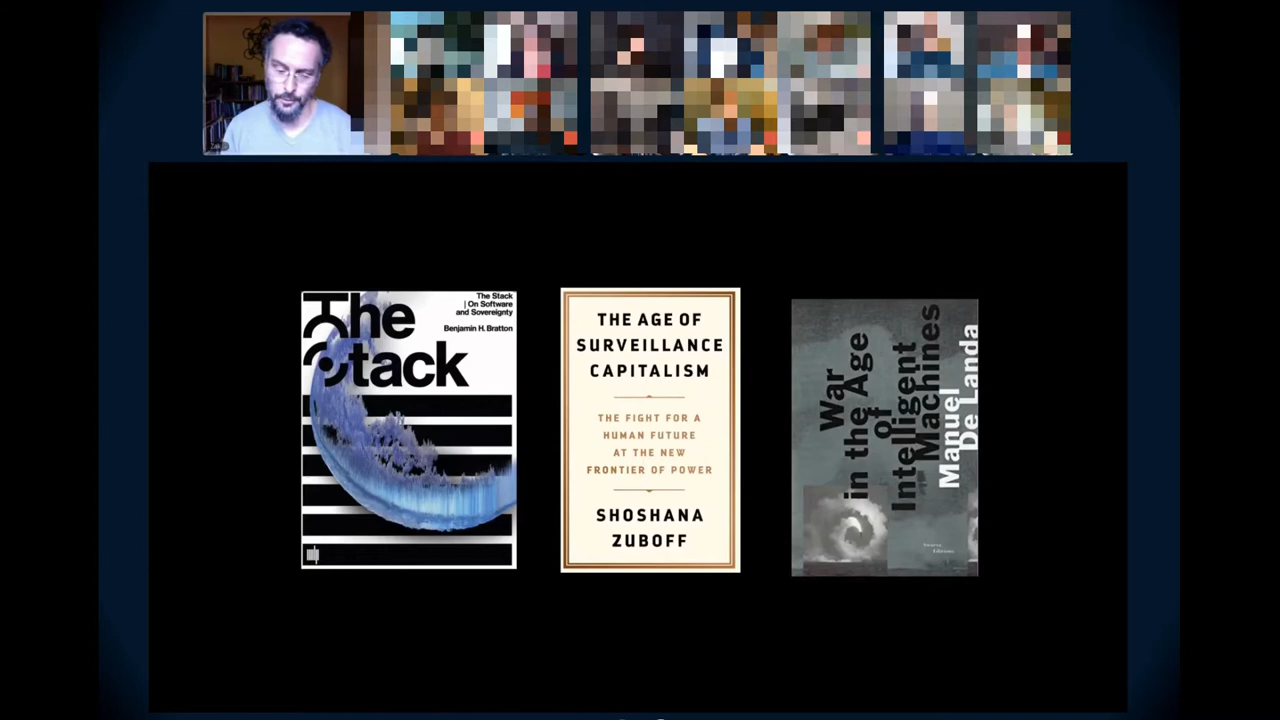 The
Stack
The Stack
| On Software
and Sovereignty
Benjamin H. Bratton
THE AGE OF
SURVEILLANCE
CAPITALISM
THE FIGHT FOR A
HUMAN FUTURE
AT THE NEW
FRONTIER OF POWER
SHOSHANA
ZUBOFF
War
in the Age
of
Intelligent
Machines
Manuel
De Landa